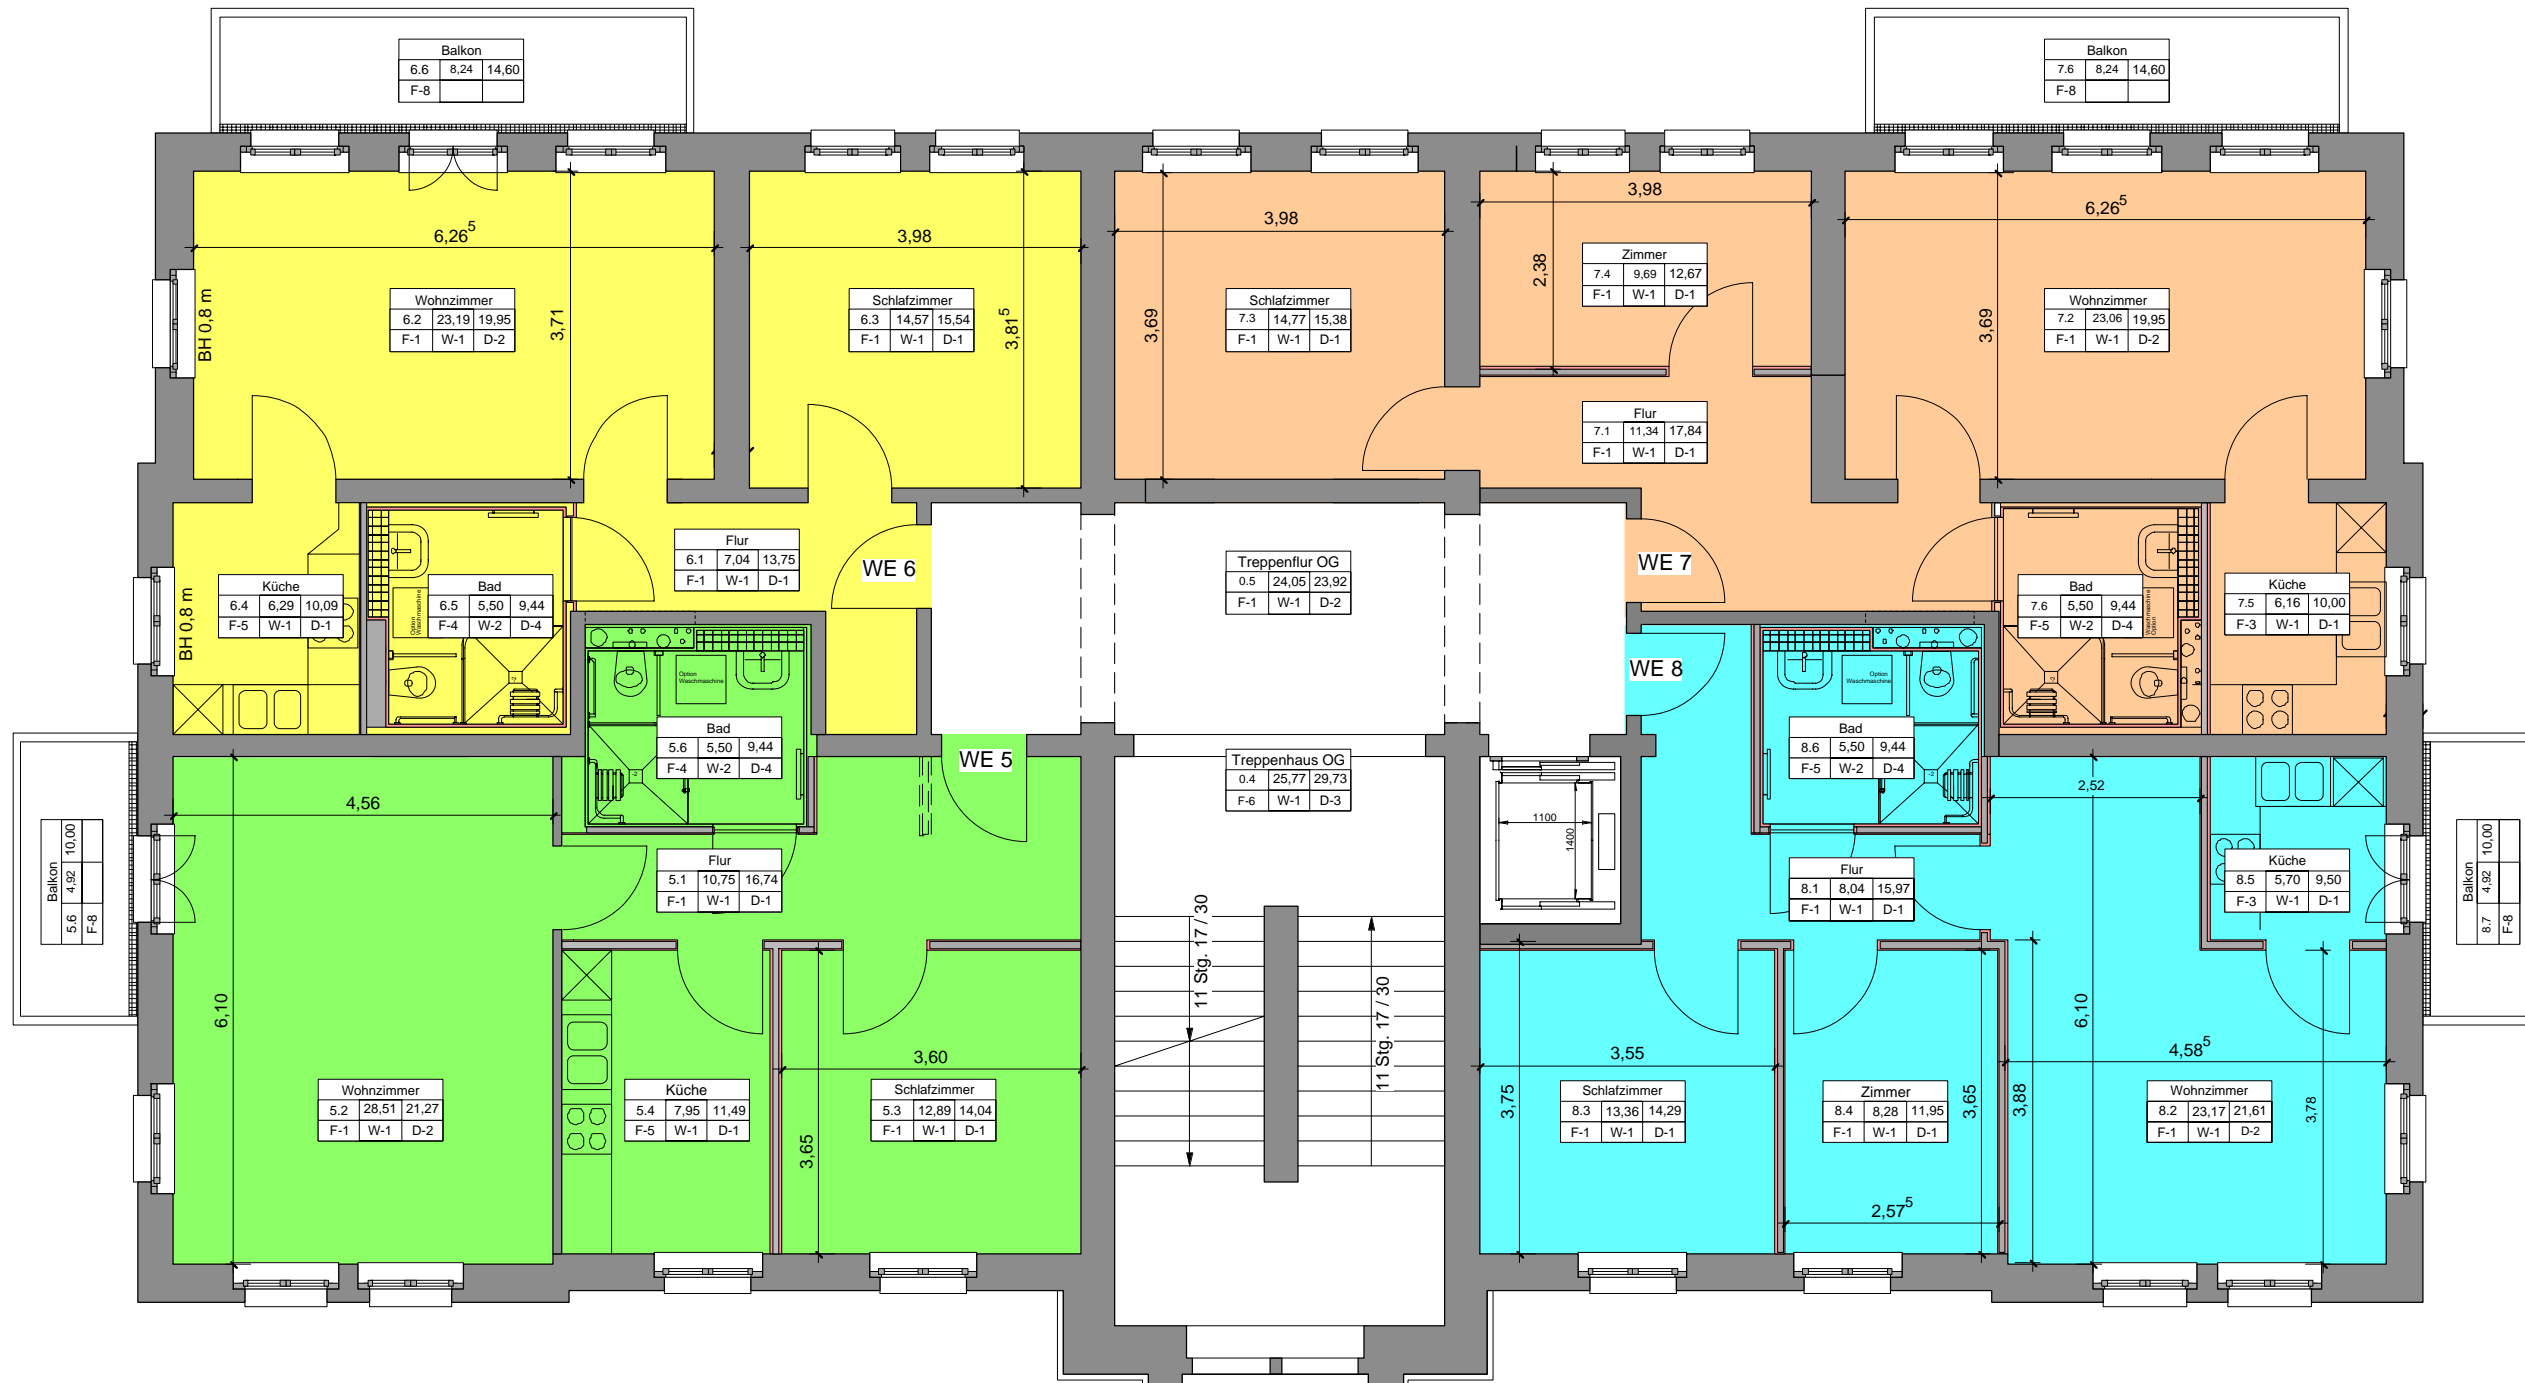 Balkon
6.6 8,24 14,60
F-8
Balkon
7.6 8,24 14,60
F-8
6,26⁵
3,71
BH 0,8 m
Wohnzimmer
6.2 23,19 19,95
F-1 W-1 D-2
3,98
3,81⁵
Schlafzimmer
6.3 14,57 15,54
F-1 W-1 D-1
3,98
3,69
Schlafzimmer
7.3 14,77 15,38
F-1 W-1 D-1
3,98
2,38
Zimmer
7.4 9,69 12,67
F-1 W-1 D-1
6,26⁵
3,69
Wohnzimmer
7.2 23,06 19,95
F-1 W-1 D-2
Flur
7.1 11,34 17,84
F-1 W-1 D-1
BH 0,8 m
Küche
6.4 6,29 10,09
F-5 W-1 D-1
Bad
6.5 5,50 9,44
F-4 W-2 D-4
Option
Waschmaschine
Flur
6.1 7,04 13,75
F-1 W-1 D-1
WE 6
Treppenflur OG
0.5 24,05 23,92
F-1 W-1 D-2
WE 7
Bad
7.6 5,50 9,44
F-5 W-2 D-4
Waschmaschine
Option
-2
Küche
7.5 6,16 10,00
F-3 W-1 D-1
-2
WE 8
Option
Waschmaschine
Option
Waschmaschine
Bad
5.6 5,50 9,44
F-4 W-2 D-4
-2
WE 5
Treppenhaus OG
0.4 25,77 29,73
F-6 W-1 D-3
Bad
8.6 5,50 9,44
F-5 W-2 D-4
-2
4,56
6,10
2,52
1100
1400
Balkon
5.6 4,92 10,00
F-8
Flur
5.1 10,75 16,74
F-1 W-1 D-1
Flur
8.1 8,04 15,97
F-1 W-1 D-1
Küche
8.5 5,70 9,50
F-3 W-1 D-1
Balkon
8.7 4,92 10,00
F-8
11 Stg. 17 / 30
11 Stg. 17 / 30
6,10
3,60
3,55
4,58⁵
Wohnzimmer
5.2 28,51 21,27
F-1 W-1 D-2
Küche
5.4 7,95 11,49
F-5 W-1 D-1
Schlafzimmer
5.3 12,89 14,04
F-1 W-1 D-1
3,65
3,75
Schlafzimmer
8.3 13,36 14,29
F-1 W-1 D-1
Zimmer
8.4 8,28 11,95
F-1 W-1 D-1
3,65
3,88
Wohnzimmer
8.2 23,17 21,61
F-1 W-1 D-2
3,78
2,57⁵